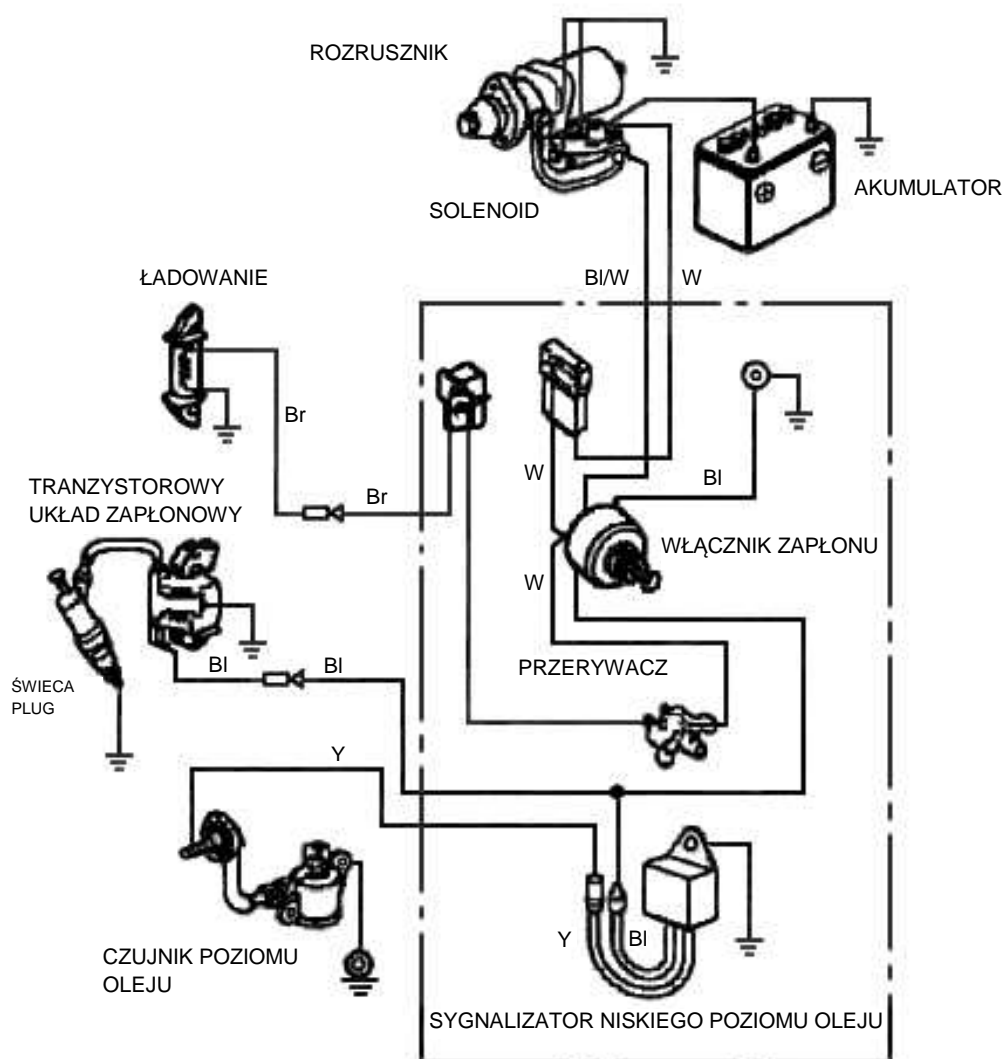 ROZRUSZNIK
SOLENOID
AKUMULATOR
ŁADOWANIE
Bl/W
W
Br
TRANZYSTOROWY
UKŁAD ZAPŁONOWY
Br
W
Bl
WŁĄCZNIK ZAPŁONU
W
Bl
Bl
PRZERYWACZ
ŚWIECA
PLUG
Y
CZUJNIK POZIOMU
OLEJU
Y
Bl
SYGNALIZATOR NISKIEGO POZIOMU OLEJU